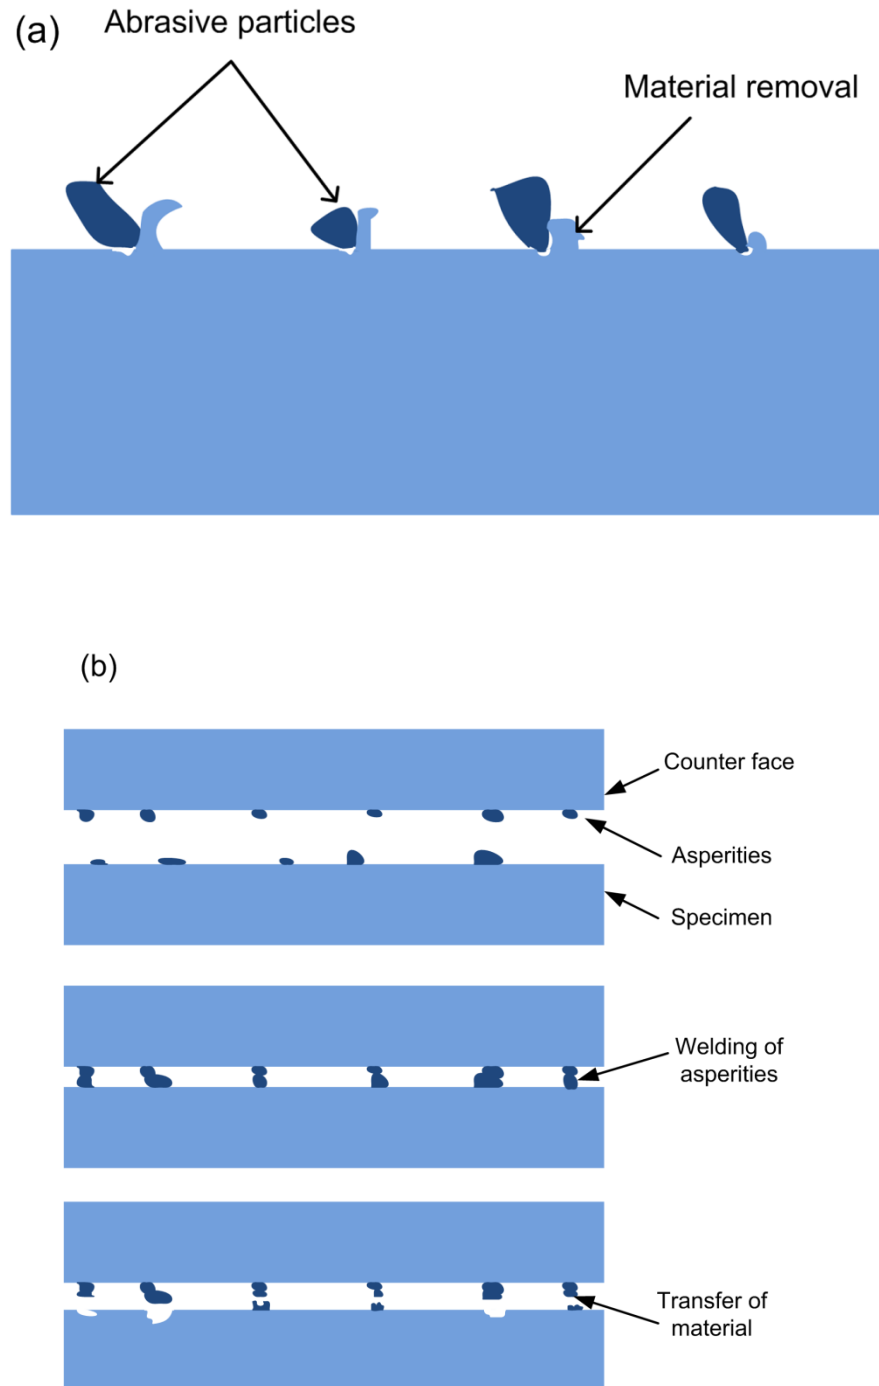 (a)
Abrasive particles
Material removal
(b)
Counter face
Asperities
Specimen
Welding of
asperities
Transfer of
material